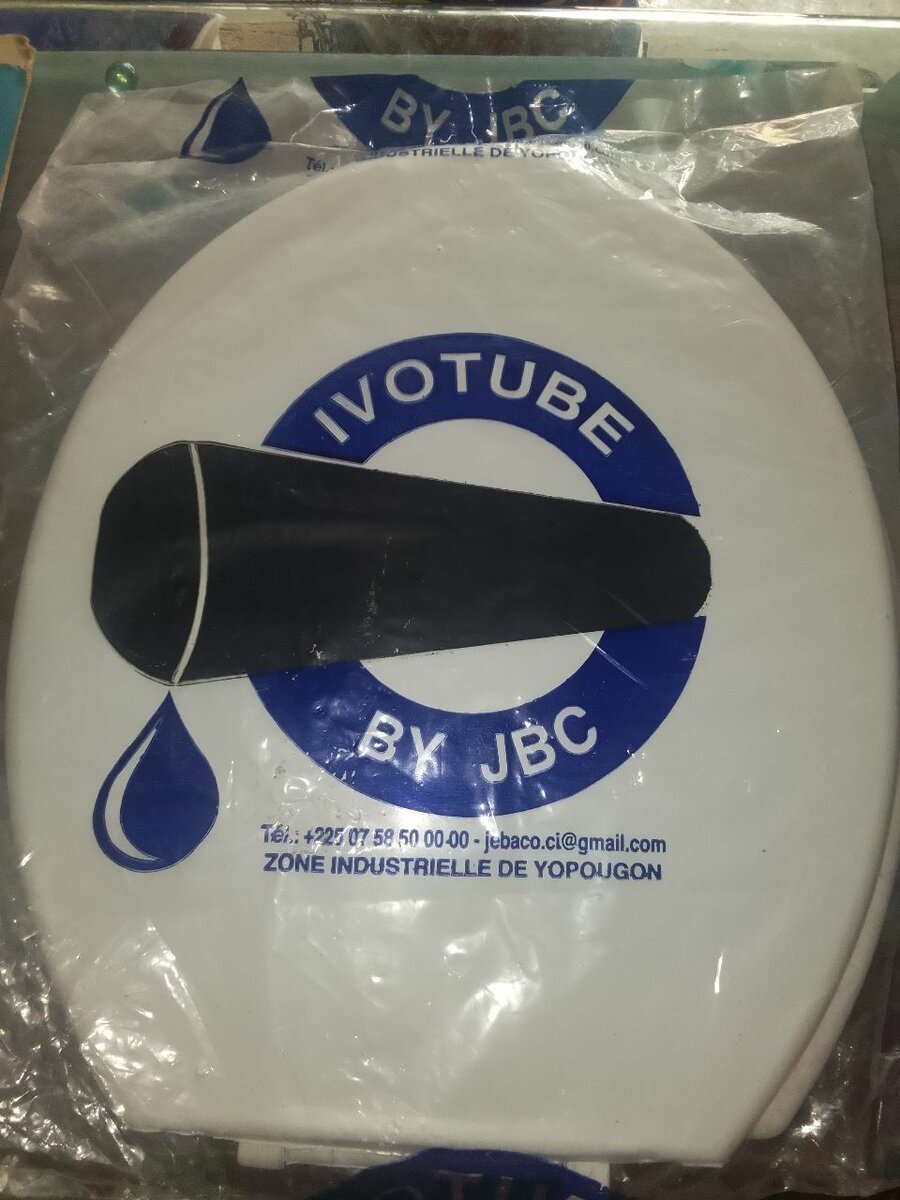 BY JBC
Tél.:
IVOTUBE
BY JBC
Tél.: +225 07 58 50 00 00 - jebaco.ci@gmail.com
ZONE INDUSTRIELLE DE YOPOUGON